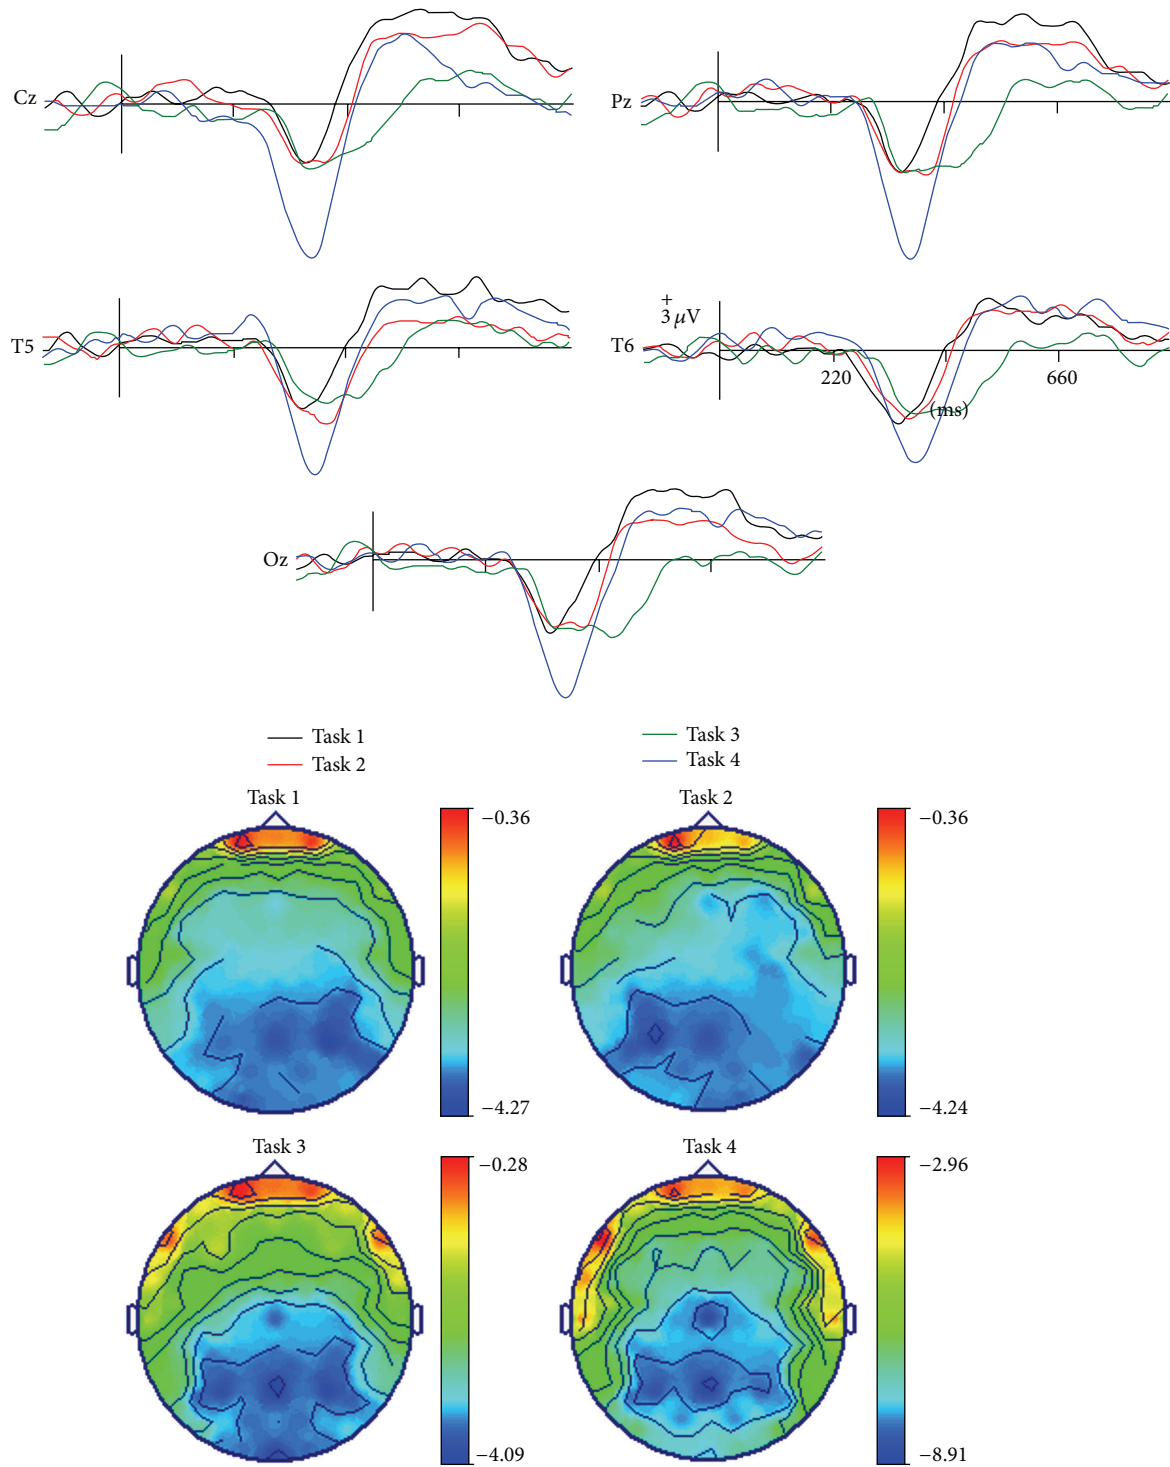 Cz
Pz
T5
+
3 μV
T6
220
660
(ms)
Oz
Task 1
Task 2
Task 3
Task 4
Task 1
−0.36
−4.27
Task 2
−0.36
−4.24
Task 3
−0.28
−4.09
Task 4
−2.96
−8.91